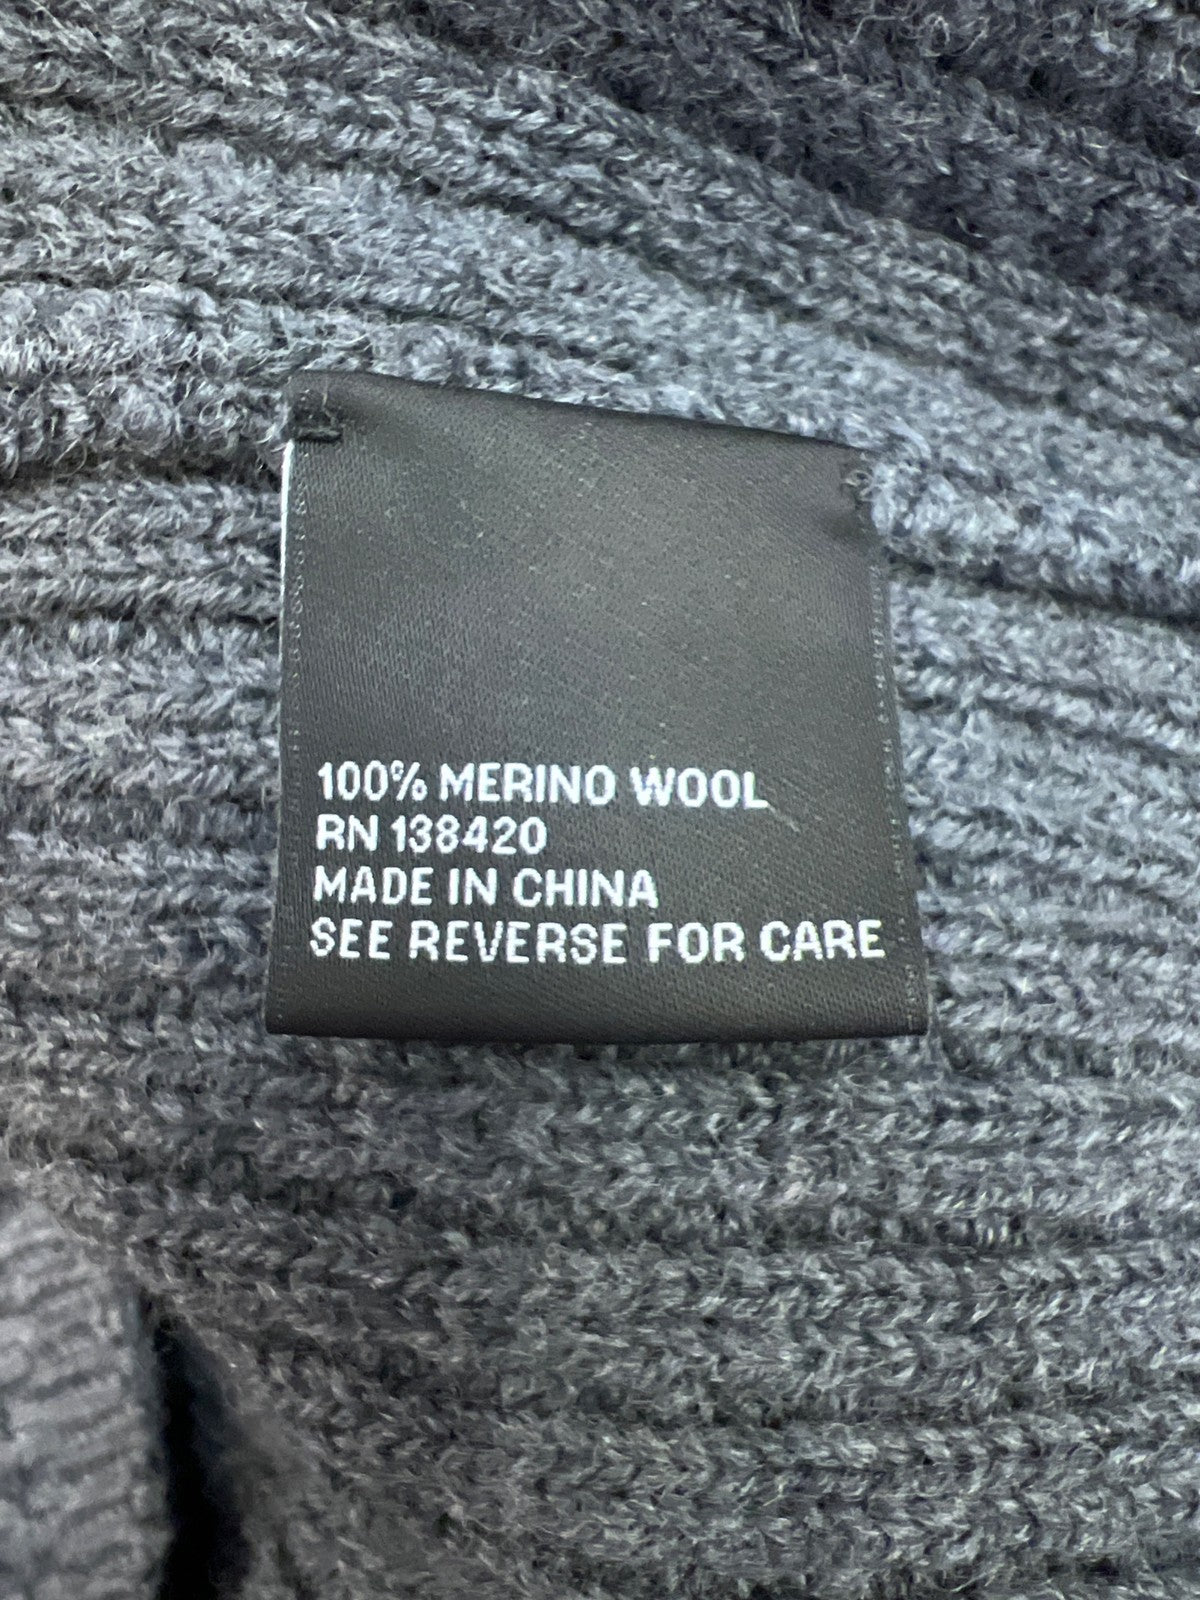 100% MERINO WOOL
RN 138420
MADE IN CHINA
SEE REVERSE FOR CARE